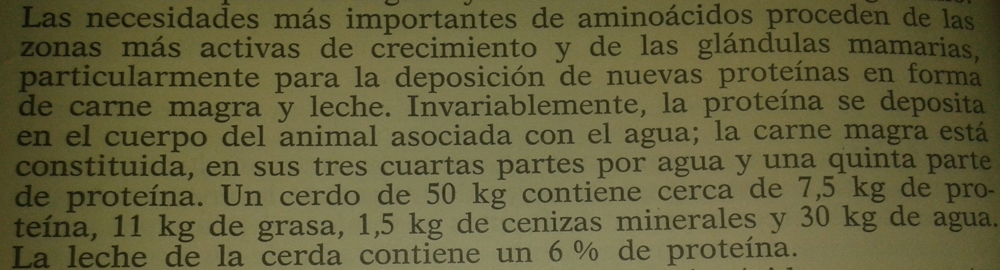 Las necesidades más importantes de aminoácidos proceden de las
zonas más activas de crecimiento y de las glándulas mamarias,
particularmente para la deposición de nuevas proteínas en forma
de carne magra y leche. Invariablemente, la proteína se deposita
en el cuerpo del animal asociada con el agua; la carne magra está
constituida, en sus tres cuartas partes por agua y una quinta parte
de proteína. Un cerdo de 50 kg contiene cerca de 7,5 kg de pro-
teína, 11 kg de grasa, 1,5 kg de cenizas minerales y 30 kg de agua.
La leche de la cerda contiene un 6 % de proteína.